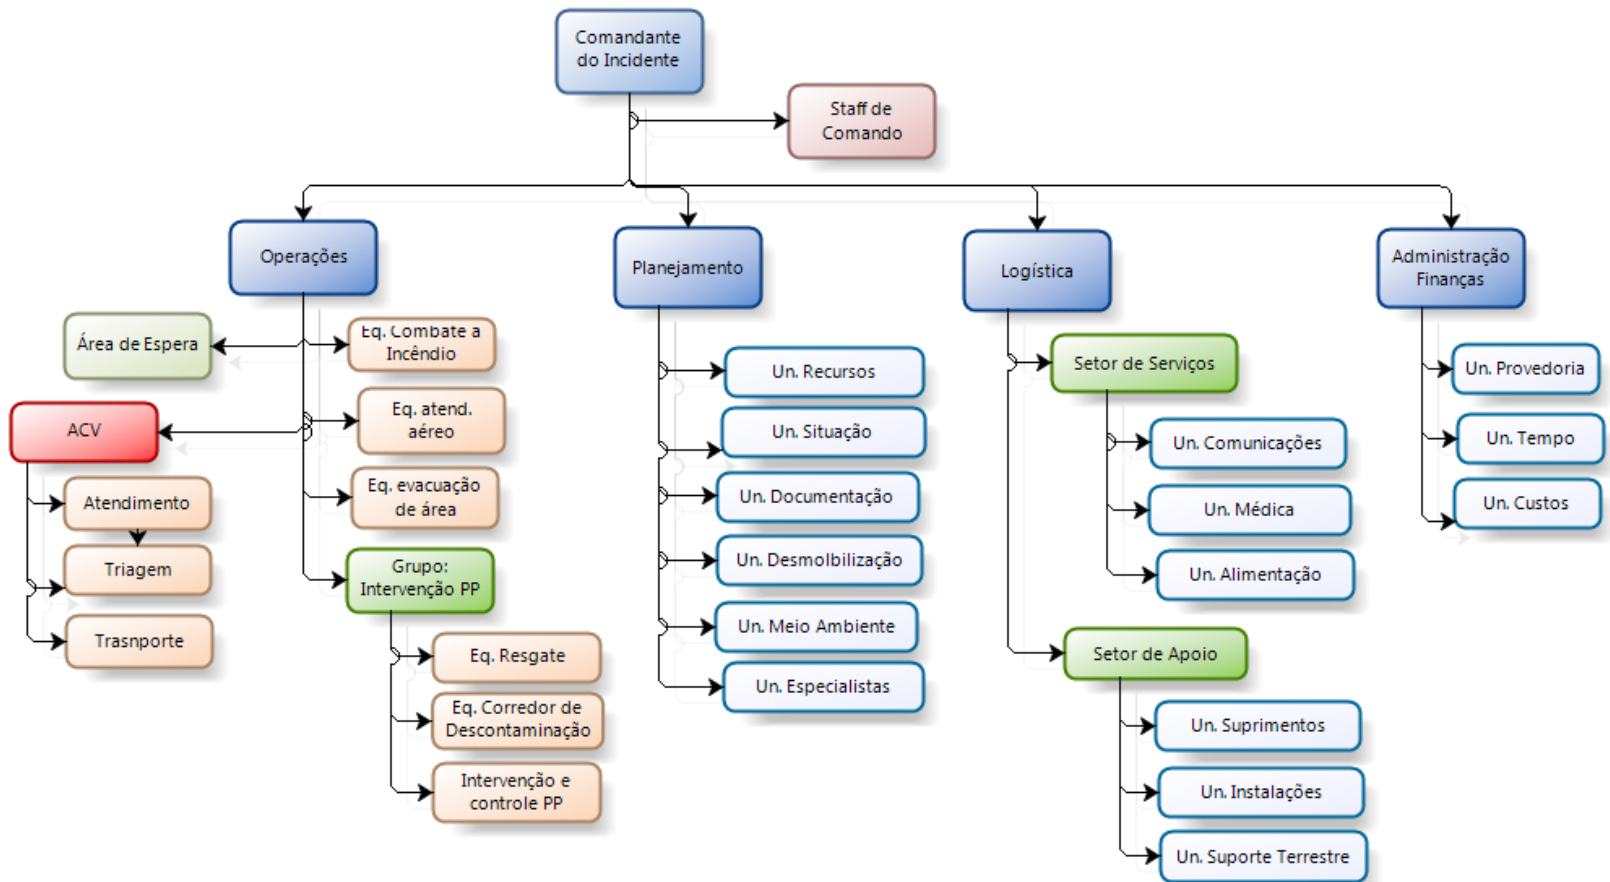 Comandante
do Incidente
Staff de
Comando
Operações
Planejamento
Logística
Administração
Finanças
Área de Espera
Eq. Combate a
Incêndio
ACV
Eq. atend.
aéreo
Atendimento
Eq. evacuação
de área
Triagem
Trasnporte
Grupo:
Intervenção PP
Eq. Resgate
Eq. Corredor de
Descontaminação
Intervenção e
controle PP
Un. Recursos
Un. Situação
Un. Documentação
Un. Desmolbilização
Un. Meio Ambiente
Un. Especialistas
Setor de Serviços
Un. Comunicações
Un. Médica
Un. Alimentação
Setor de Apoio
Un. Suprimentos
Un. Instalações
Un. Suporte Terrestre
Un. Provedoria
Un. Tempo
Un. Custos